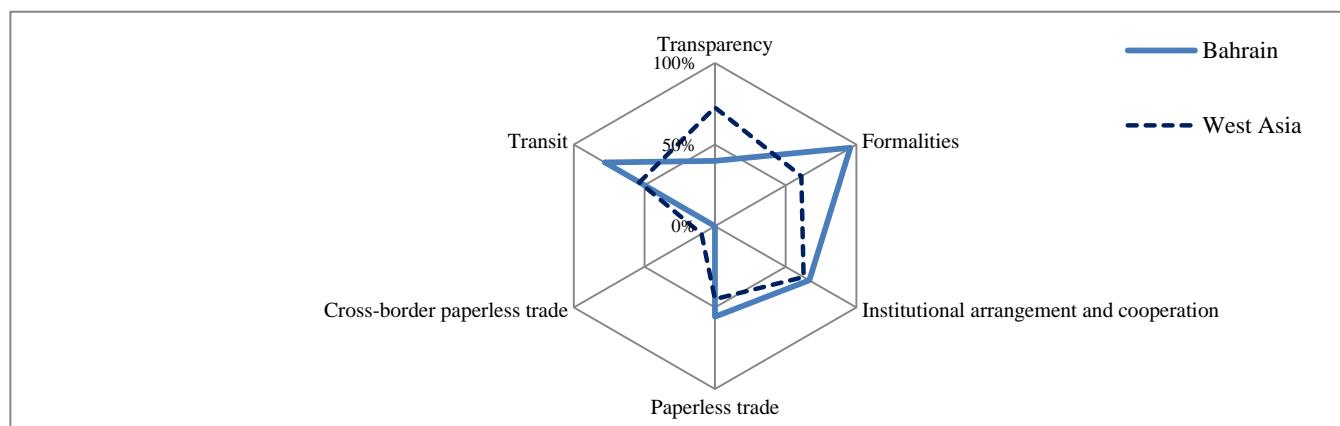 Transparency
100%
Bahrain
Transit
50%
Formalities
West Asia
0%
Cross-border paperless trade
Institutional arrangement and cooperation
Paperless trade